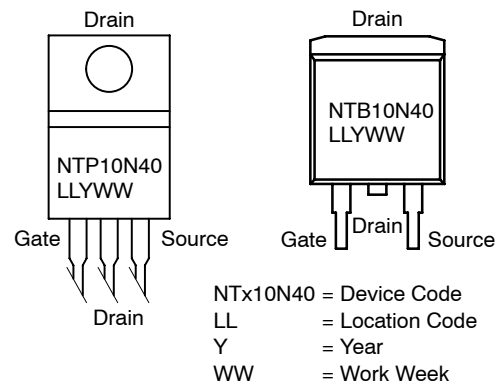 Drain
NTP10N40
LLYWW
Gate
Source
Drain
Drain
NTB10N40
LLYWW
Gate
Drain
Source
NTx10N40 = Device Code
LL = Location Code
Y = Year
WW = Work Week